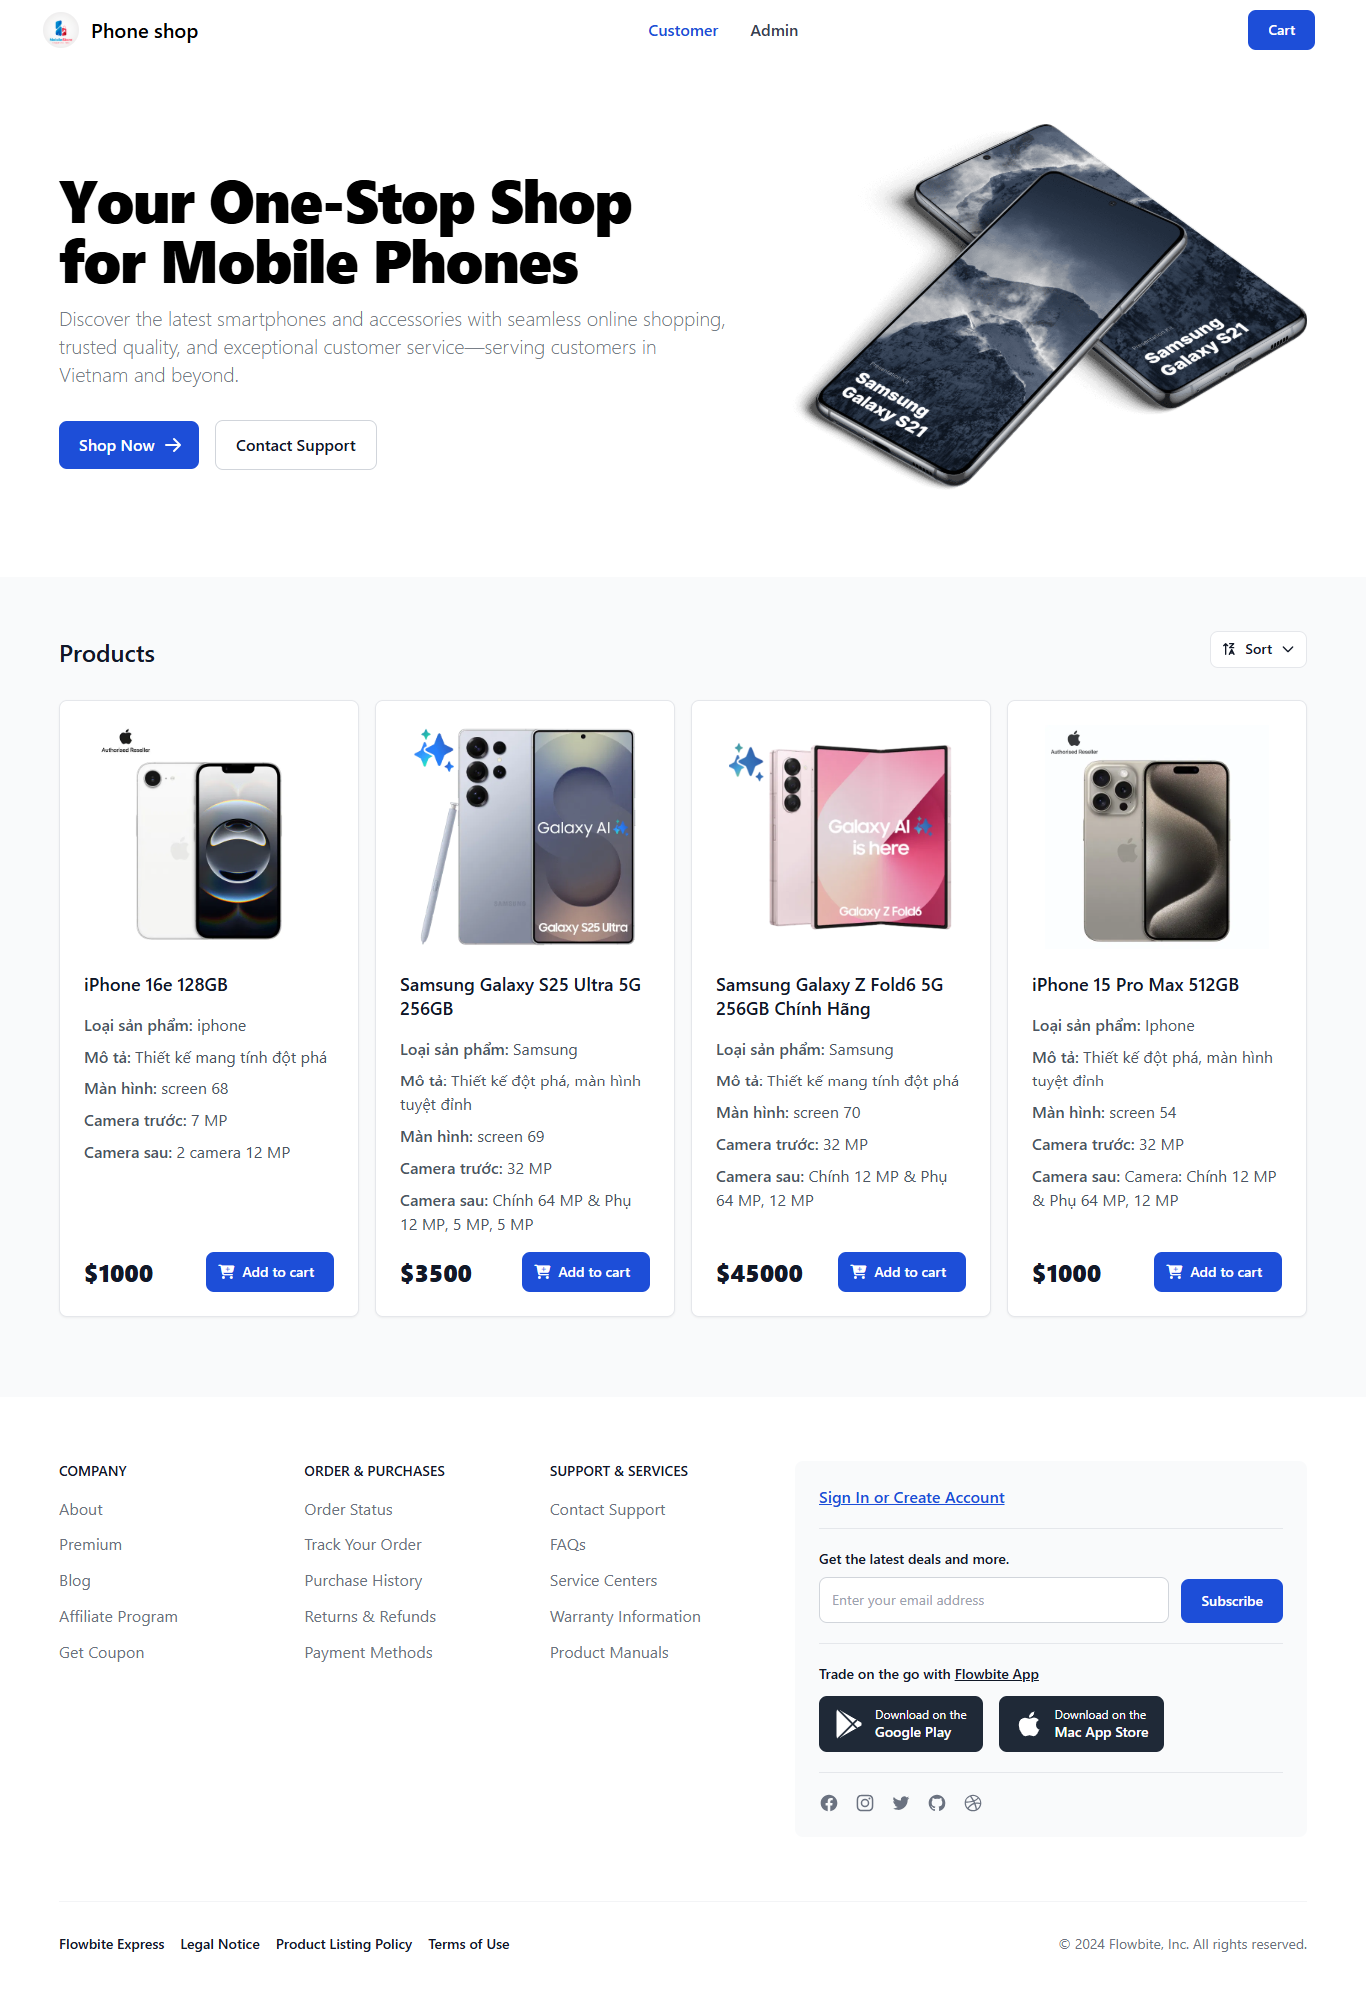 Phone shop
Customer
Admin
Cart
Your One-Stop Shop
for Mobile Phones
Discover the latest smartphones and accessories with seamless online shopping,
trusted quality, and exceptional customer service—serving customers in
Vietnam and beyond.
Shop Now
Contact Support
Samsung
Galaxy S21
Samsung
Galaxy S21
Products
Sort
Authorised Reseller
iPhone 16e 128GB
Loại sản phẩm: iphone
Mô tả: Thiết kế mang tính đột phá
Màn hình: screen 68
Camera trước: 7 MP
Camera sau: 2 camera 12 MP
$1000
Add to cart
Galaxy AI
SAMSUNG
Galaxy S25 Ultra
Samsung Galaxy S25 Ultra 5G
256GB
Loại sản phẩm: Samsung
Mô tả: Thiết kế đột phá, màn hình
tuyệt đỉnh
Màn hình: screen 69
Camera trước: 32 MP
Camera sau: Chính 64 MP & Phụ
12 MP, 5 MP, 5 MP
$3500
Add to cart
Galaxy AI
is here
Galaxy Z Fold6
Samsung Galaxy Z Fold6 5G
256GB Chính Hãng
Loại sản phẩm: Samsung
Mô tả: Thiết kế mang tính đột phá
Màn hình: screen 70
Camera trước: 32 MP
Camera sau: Chính 12 MP & Phụ
64 MP, 12 MP
$45000
Add to cart
Authorised Reseller
iPhone 15 Pro Max 512GB
Loại sản phẩm: Iphone
Mô tả: Thiết kế đột phá, màn hình
tuyệt đỉnh
Màn hình: screen 54
Camera trước: 32 MP
Camera sau: Camera: Chính 12 MP
& Phụ 64 MP, 12 MP
$1000
Add to cart
COMPANY
About
Premium
Blog
Affiliate Program
Get Coupon
ORDER & PURCHASES
Order Status
Track Your Order
Purchase History
Returns & Refunds
Payment Methods
SUPPORT & SERVICES
Contact Support
FAQs
Service Centers
Warranty Information
Product Manuals
Sign In or Create Account
Get the latest deals and more.
Enter your email address
Subscribe
Trade on the go with Flowbite App
Download on the
Google Play
Download on the
Mac App Store
Flowbite Express
Legal Notice
Product Listing Policy
Terms of Use
© 2024 Flowbite, Inc. All rights reserved.